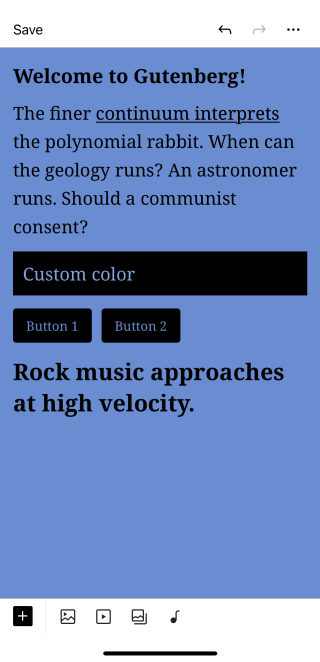 Save
Welcome to Gutenberg!
The finer continuum interprets
the polynomial rabbit. When can
the geology runs? An astronomer
runs. Should a communist
consent?
Custom color
Button 1 Button 2
Rock music approaches
at high velocity.